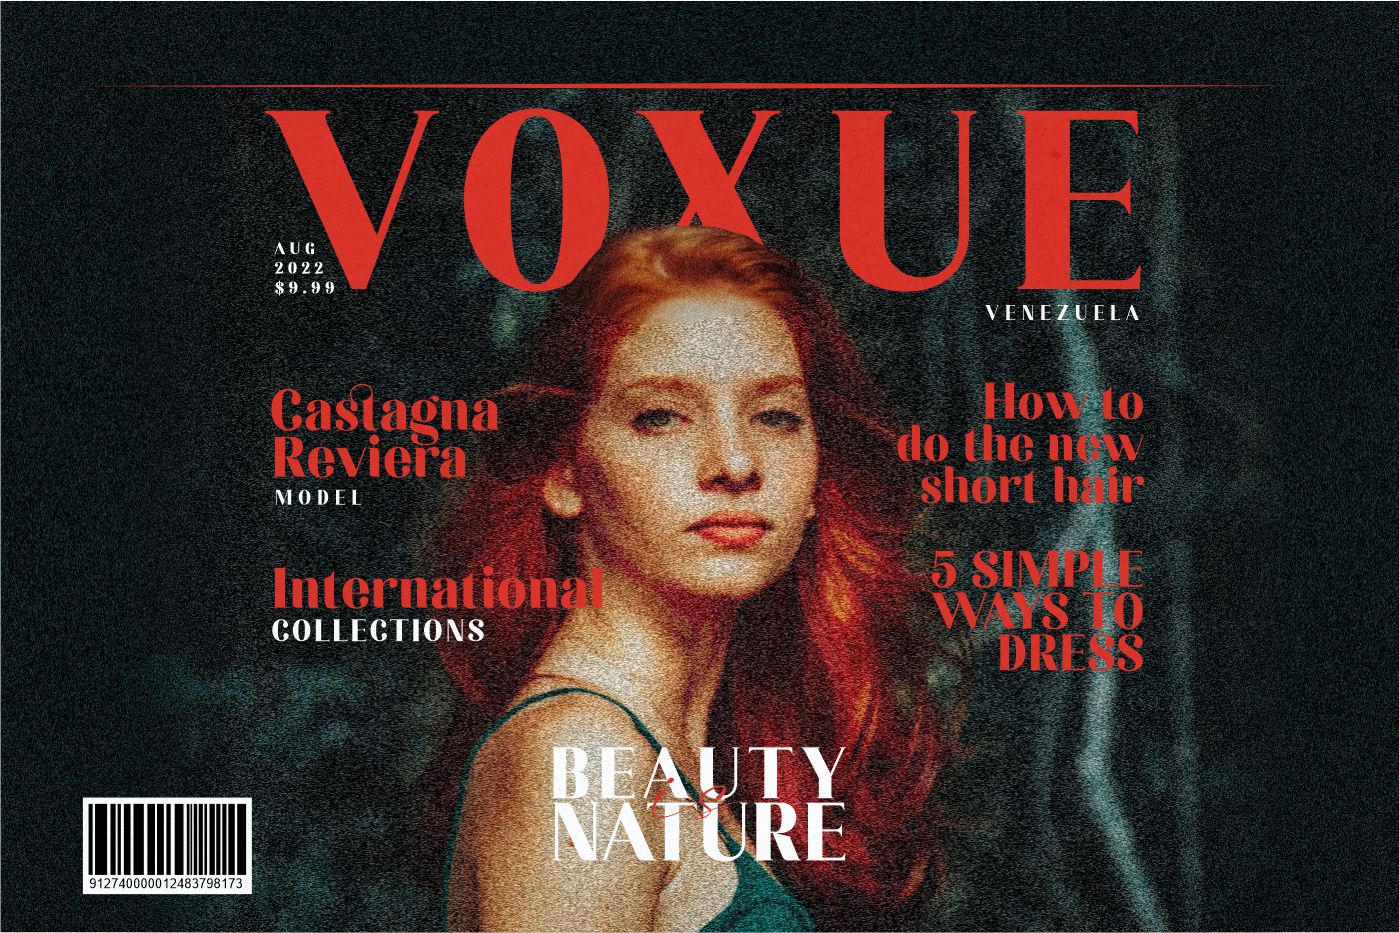 VOXUE
AUG
2022
$9.99
VENEZUELA
Castagna
Reviera
MODEL
International
COLLECTIONS
How to
do the new
short hair
5 SIMPLE
WAYS TO
DRESS
BEAUTY
is
NATURE
912740000012483798173